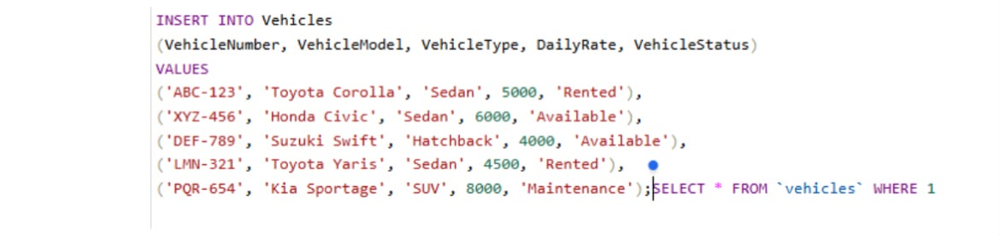 INSERT INTO Vehicles
(VehicleNumber, VehicleModel, VehicleType, DailyRate, VehicleStatus)
VALUES
('ABC-123', 'Toyota Corolla', 'Sedan', 5000, 'Rented'),
('XYZ-456', 'Honda Civic', 'Sedan', 6000, 'Available'),
('DEF-789', 'Suzuki Swift', 'Hatchback', 4000, 'Available'),
('LMN-321', 'Toyota Yaris', 'Sedan', 4500, 'Rented'),
('PQR-654', 'Kia Sportage', 'SUV', 8000, 'Maintenance');SELECT * FROM `vehicles` WHERE 1